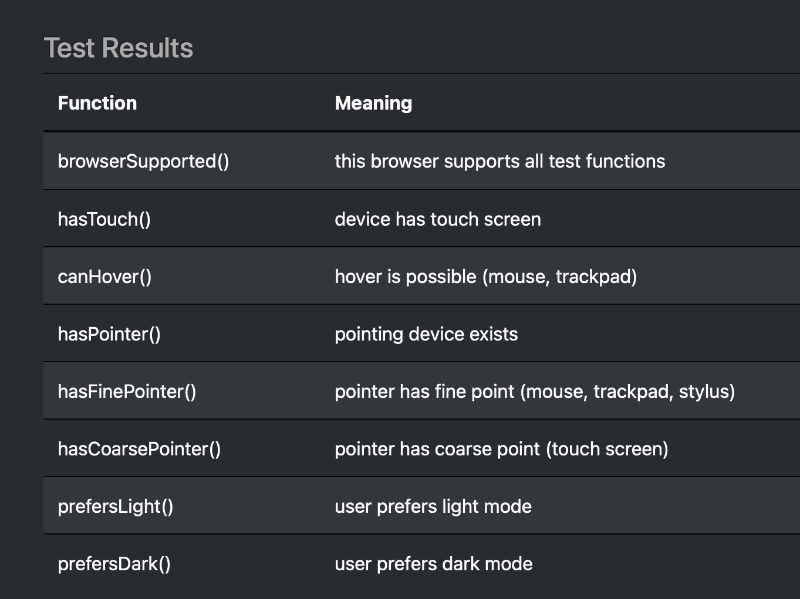 Test Results
Function Meaning
browserSupported() this browser supports all test functions
hasTouch() device has touch screen
canHover() hover is possible (mouse, trackpad)
hasPointer() pointing device exists
hasFinePointer() pointer has fine point (mouse, trackpad, stylus)
hasCoarsePointer() pointer has coarse point (touch screen)
prefersLight() user prefers light mode
prefersDark() user prefers dark mode